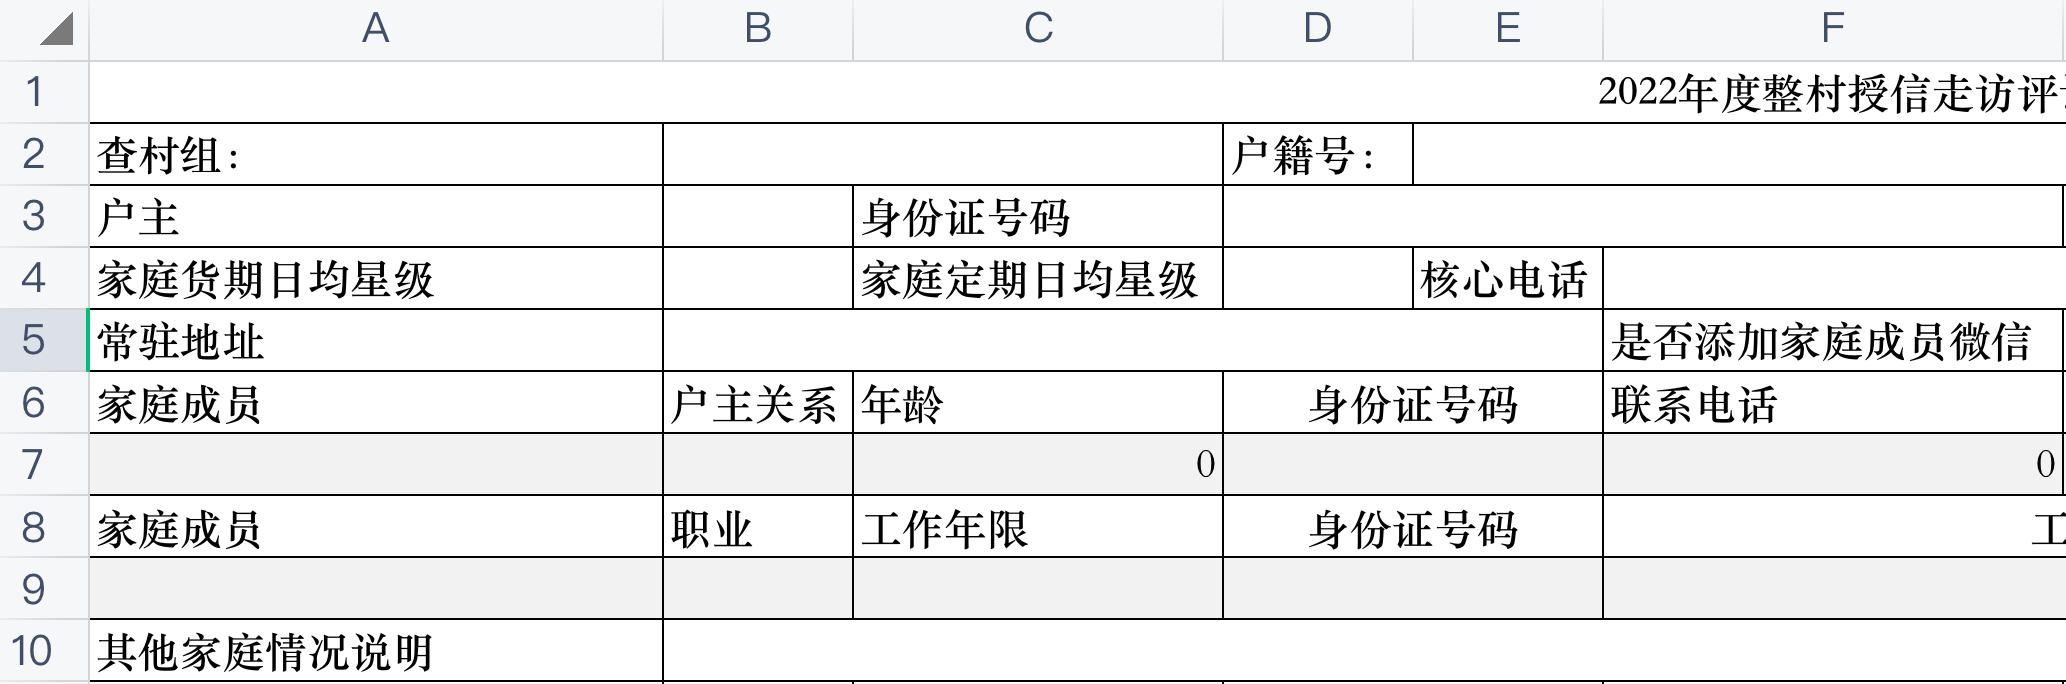 A B C D E F
1 2022年度整村授信走访评
2 查村组： 户籍号：
3 户主 身份证号码
4 家庭货期日均星级 家庭定期日均星级 核心电话
5 常驻地址 是否添加家庭成员微信
6 家庭成员 户主关系 年龄 身份证号码 联系电话
7 0 0
8 家庭成员 职业 工作年限 身份证号码 工
9
10 其他家庭情况说明